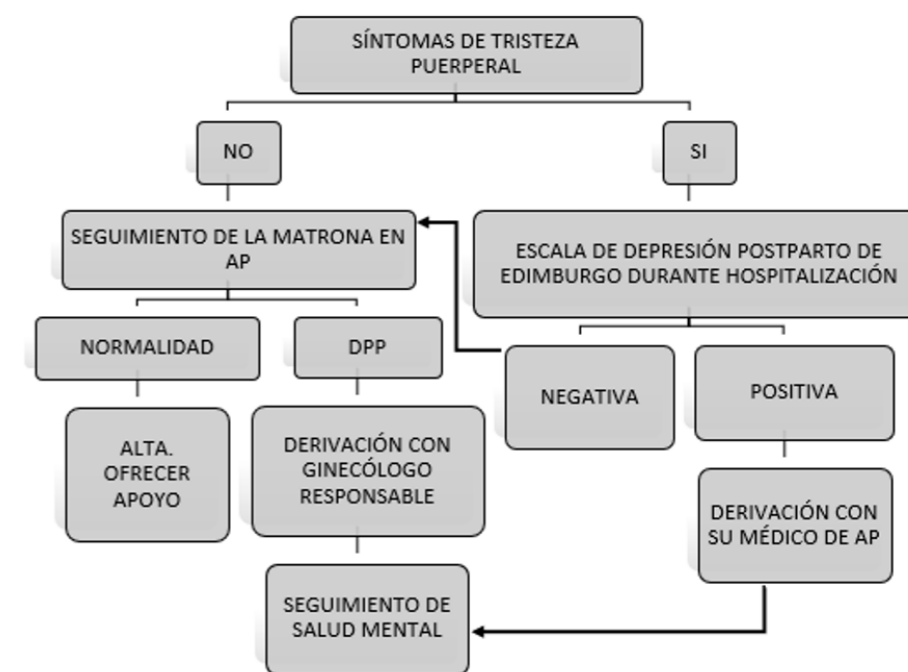 SÍNTOMAS DE TRISTEZA
PUERPERAL
NO
SI
SEGUIMIENTO DE LA MATRONA EN
AP
ESCALA DE DEPRESIÓN POSTPARTO DE
EDIMBURGO DURANTE HOSPITALIZACIÓN
NORMALIDAD
DPP
NEGATIVA
POSITIVA
ALTA.
OFRECER
APOYO
DERIVACIÓN CON
GINECÓLOGO
RESPONSABLE
DERIVACIÓN CON
SU MÉDICO DE AP
SEGUIMIENTO DE
SALUD MENTAL